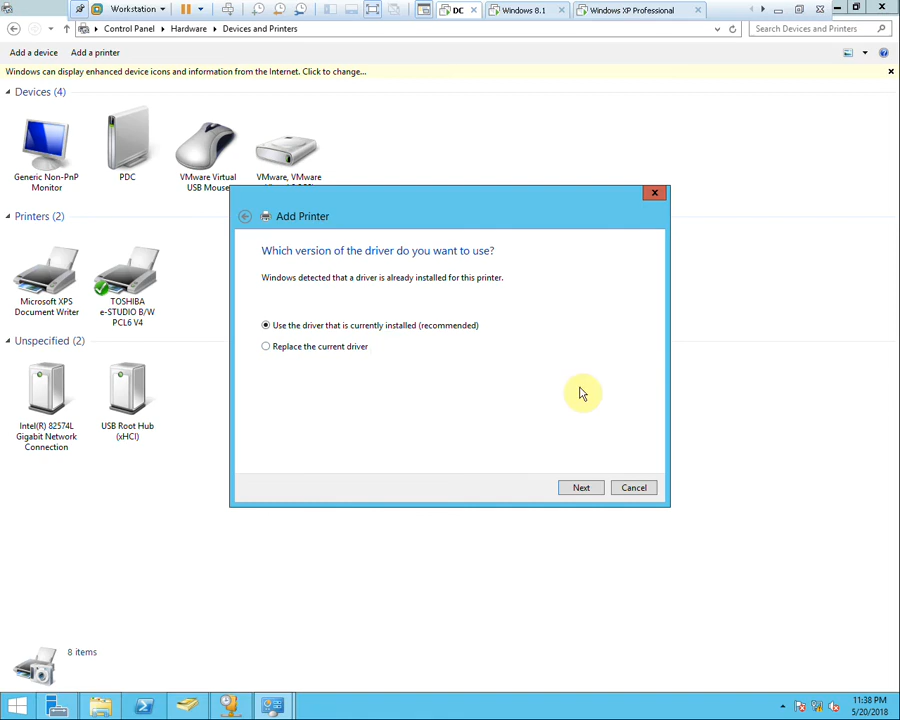 Workstation
DC
Windows 8.1
Windows XP Professional
Control Panel
Hardware
Devices and Printers
Search Devices and Printers
Add a device
Add a printer
Windows can display enhanced device icons and information from the Internet. Click to change...
Devices (4)
Generic Non-PnP
Monitor
PDC
VMware Virtual
USB Mouse
VMware, VMware
Add Printer
Which version of the driver do you want to use?
Windows detected that a driver is already installed for this printer.
Use the driver that is currently installed (recommended)
Replace the current driver
Next
Cancel
Printers (2)
Microsoft XPS
Document Writer
TOSHIBA
e-STUDIO B/W
PCL6 V4
Unspecified (2)
Intel(R) 82574L
Gigabit Network
Connection
USB Root Hub
(xHCI)
8 items
11:38 PM
5/20/2018